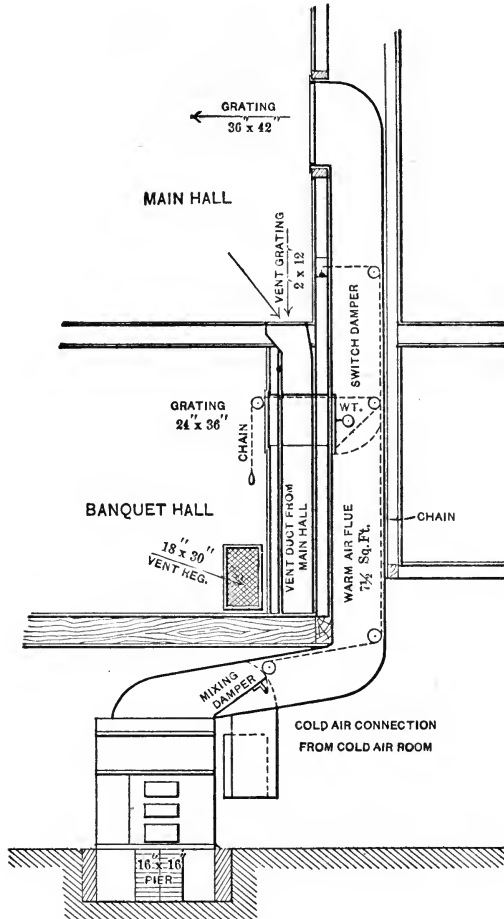 GRATING
36" x 42"
MAIN HALL
VENT GRATING
2 x 12
SWITCH DAMPER
GRATING
24" x 36"
WT.
CHAIN
BANQUET HALL
18" x 30"
VENT REG.
VENT DUCT FROM
MAIN HALL
WARM AIR FLUE
7½ Sq. Ft.
CHAIN
MIXING
DAMPER
COLD AIR CONNECTION
FROM COLD AIR ROOM
16" x 16"
PIER